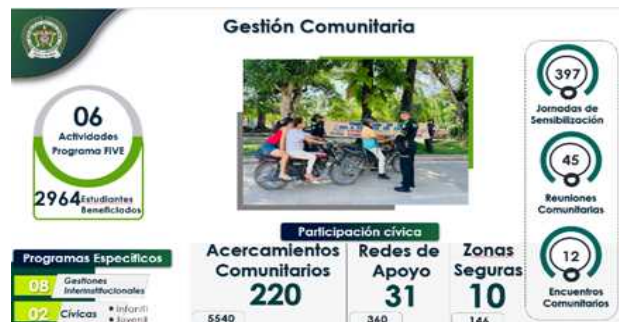 Gestión Comunitaria
06
Actividades
Programa FIVE
2964 Estudiantes
Beneficiados
397
Jornadas de
Sensibilización
45
Reuniones
Comunitarias
12
Encuentros
Comunitarios
Participación cívica
Acercamientos
Comunitarios
220
5540
Redes de
Apoyo
31
360
Zonas
Seguras
10
146
Programas Específicos
08 Gestiones
Interinstitucionales
02 Cívicas
• Infantil
• Juvenil